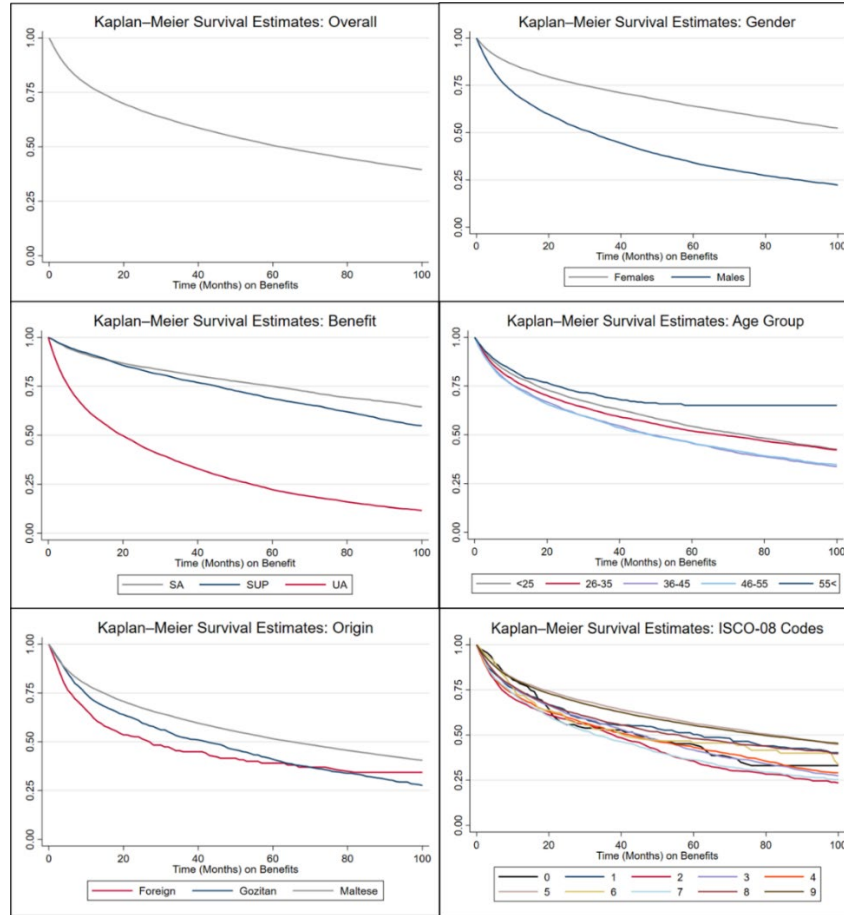 Kaplan–Meier Survival Estimates: Overall
1.00
0.75
0.50
0.25
0.00
0 20 40 60 80 100
Time (Months) on Benefits
Kaplan–Meier Survival Estimates: Gender
1.00
0.75
0.50
0.25
0.00
0 20 40 60 80 100
Time (Months) on Benefits
Females Males
Kaplan–Meier Survival Estimates: Benefit
1.00
0.75
0.50
0.25
0.00
0 20 40 60 80 100
Time (Months) on Benefit
SA SUP UA
Kaplan–Meier Survival Estimates: Age Group
1.00
0.75
0.50
0.25
0.00
0 20 40 60 80 100
Time (Months) on Benefits
<25 26-35 36-45 46-55 55<
Kaplan–Meier Survival Estimates: Origin
1.00
0.75
0.50
0.25
0.00
0 20 40 60 80 100
Time (Months) on Benefits
Foreign Gozitan Maltese
Kaplan–Meier Survival Estimates: ISCO-08 Codes
1.00
0.75
0.50
0.25
0.00
0 20 40 60 80 100
Time (Months) on Benefits
0 1 2 3 4
5 6 7 8 9